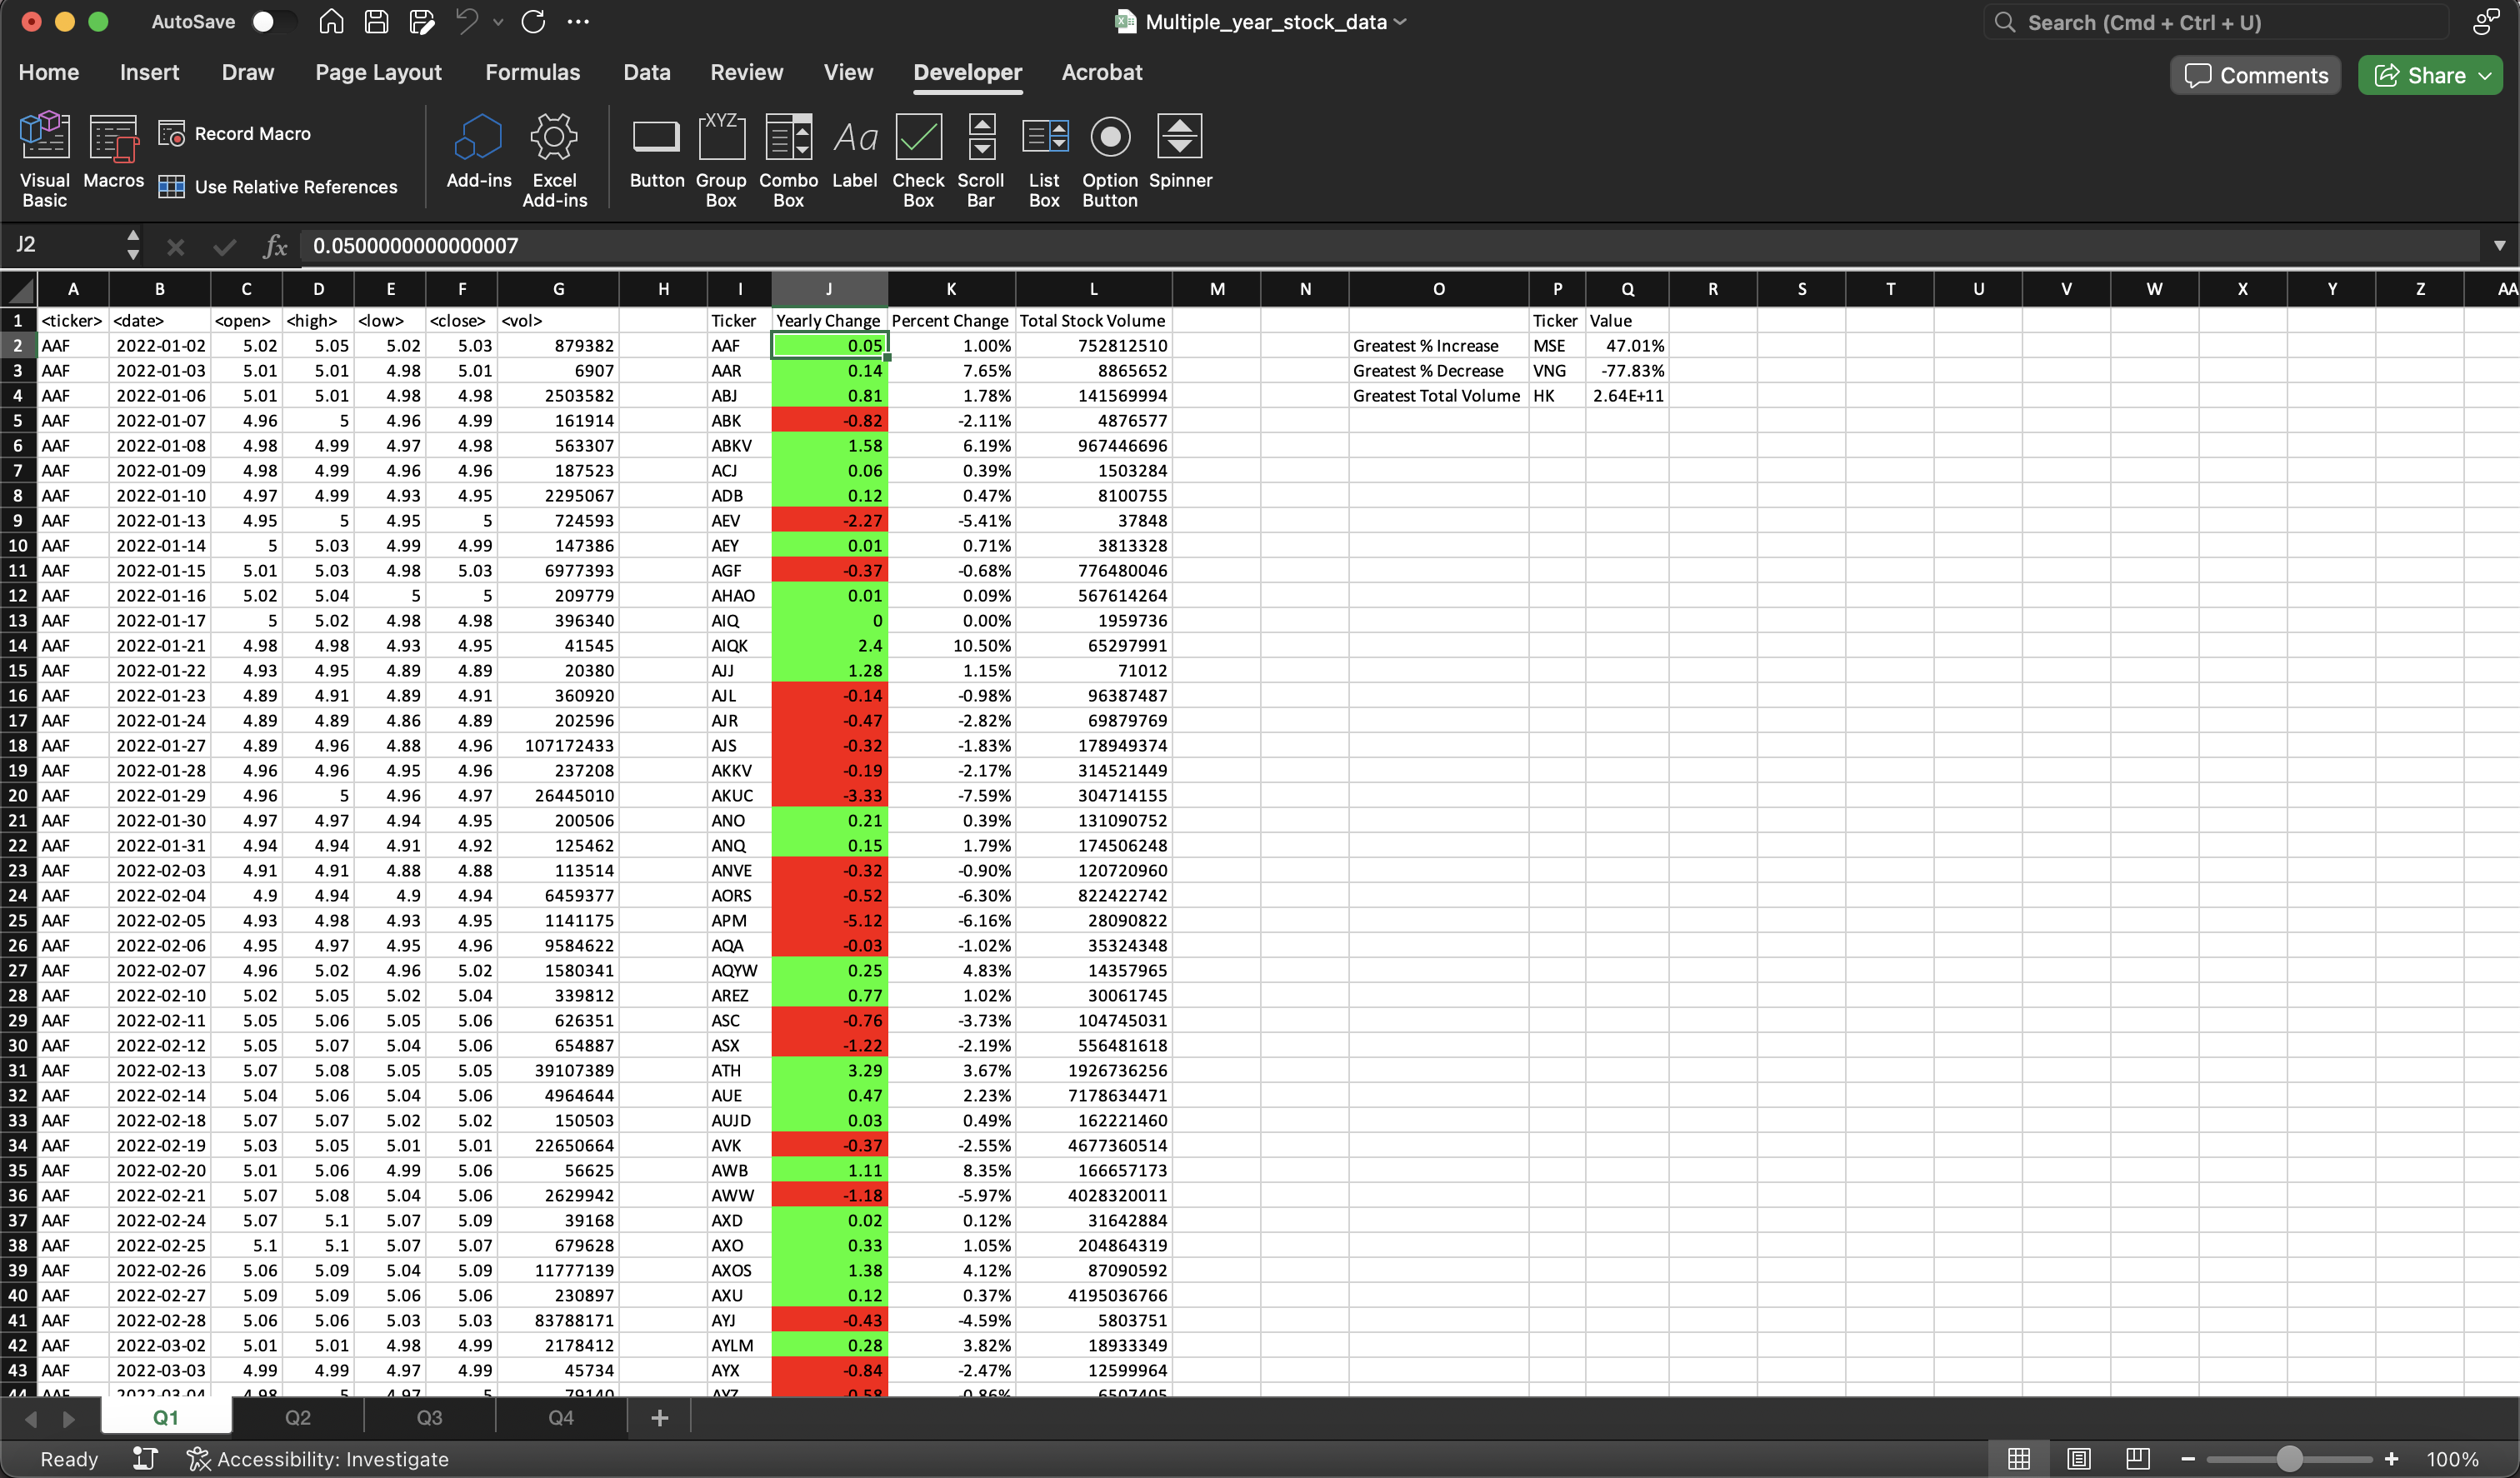 AutoSave Multiple_year_stock_data Search (Cmd + Ctrl + U)
Home Insert Draw Page Layout Formulas Data Review View Developer Acrobat Comments Share
Visual Basic Macros Record Macro Use Relative References Add-ins Excel Add-ins Button XYZ Group Box Combo Box Aa Label Check Box Scroll Bar List Box Option Button Spinner
J2 fx 0.0500000000000007
A B C D E F G H I J K L M N O P Q R S T U V W X Y Z AA
1 <ticker> <date> <open> <high> <low> <close> <vol> Ticker Yearly Change Percent Change Total Stock Volume Ticker Value
2 AAF 2022-01-02 5.02 5.05 5.02 5.03 879382 AAF 0.05 1.00% 752812510 Greatest % Increase MSE 47.01%
3 AAF 2022-01-03 5.01 5.01 4.98 5.01 6907 AAR 0.14 7.65% 8865652 Greatest % Decrease VNG -77.83%
4 AAF 2022-01-06 5.01 5.01 4.98 4.98 2503582 ABJ 0.81 1.78% 141569994 Greatest Total Volume HK 2.64E+11
5 AAF 2022-01-07 4.96 5 4.96 4.99 161914 ABK -0.82 -2.11% 4876577
6 AAF 2022-01-08 4.98 4.99 4.97 4.98 563307 ABKV 1.58 6.19% 967446696
7 AAF 2022-01-09 4.98 4.99 4.96 4.96 187523 ACJ 0.06 0.39% 1503284
8 AAF 2022-01-10 4.97 4.99 4.93 4.95 2295067 ADB 0.12 0.47% 8100755
9 AAF 2022-01-13 4.95 5 4.95 5 724593 AEV -2.27 -5.41% 37848
10 AAF 2022-01-14 5 5.03 4.99 4.99 147386 AEY 0.01 0.71% 3813328
11 AAF 2022-01-15 5.01 5.03 4.98 5.03 6977393 AGF -0.37 -0.68% 776480046
12 AAF 2022-01-16 5.02 5.04 5 5 209779 AHAO 0.01 0.09% 567614264
13 AAF 2022-01-17 5 5.02 4.98 4.98 396340 AIQ 0 0.00% 1959736
14 AAF 2022-01-21 4.98 4.98 4.93 4.95 41545 AIQK 2.4 10.50% 65297991
15 AAF 2022-01-22 4.93 4.95 4.89 4.89 20380 AJJ 1.28 1.15% 71012
16 AAF 2022-01-23 4.89 4.91 4.89 4.91 360920 AJL -0.14 -0.98% 96387487
17 AAF 2022-01-24 4.89 4.89 4.86 4.89 202596 AJR -0.47 -2.82% 69879769
18 AAF 2022-01-27 4.89 4.96 4.88 4.96 107172433 AJS -0.32 -1.83% 178949374
19 AAF 2022-01-28 4.96 4.96 4.95 4.96 237208 AKKV -0.19 -2.17% 314521449
20 AAF 2022-01-29 4.96 5 4.96 4.97 26445010 AKUC -3.33 -7.59% 304714155
21 AAF 2022-01-30 4.97 4.97 4.94 4.95 200506 ANO 0.21 0.39% 131090752
22 AAF 2022-01-31 4.94 4.94 4.91 4.92 125462 ANQ 0.15 1.79% 174506248
23 AAF 2022-02-03 4.91 4.91 4.88 4.88 113514 ANVE -0.32 -0.90% 120720960
24 AAF 2022-02-04 4.9 4.94 4.9 4.94 6459377 AORS -0.52 -6.30% 822422742
25 AAF 2022-02-05 4.93 4.98 4.93 4.95 1141175 APM -5.12 -6.16% 28090822
26 AAF 2022-02-06 4.95 4.97 4.95 4.96 9584622 AQA -0.03 -1.02% 35324348
27 AAF 2022-02-07 4.96 5.02 4.96 5.02 1580341 AQYW 0.25 4.83% 14357965
28 AAF 2022-02-10 5.02 5.05 5.02 5.04 339812 AREZ 0.77 1.02% 30061745
29 AAF 2022-02-11 5.05 5.06 5.05 5.06 626351 ASC -0.76 -3.73% 104745031
30 AAF 2022-02-12 5.05 5.07 5.04 5.06 654887 ASX -1.22 -2.19% 556481618
31 AAF 2022-02-13 5.07 5.08 5.05 5.05 39107389 ATH 3.29 3.67% 1926736256
32 AAF 2022-02-14 5.04 5.06 5.04 5.06 4964644 AUE 0.47 2.23% 7178634471
33 AAF 2022-02-18 5.07 5.07 5.02 5.02 150503 AUJD 0.03 0.49% 162221460
34 AAF 2022-02-19 5.03 5.05 5.01 5.01 22650664 AVK -0.37 -2.55% 4677360514
35 AAF 2022-02-20 5.01 5.06 4.99 5.06 56625 AWB 1.11 8.35% 166657173
36 AAF 2022-02-21 5.07 5.08 5.04 5.06 2629942 AWW -1.18 -5.97% 4028320011
37 AAF 2022-02-24 5.07 5.1 5.07 5.09 39168 AXD 0.02 0.12% 31642884
38 AAF 2022-02-25 5.1 5.1 5.07 5.07 679628 AXO 0.33 1.05% 204864319
39 AAF 2022-02-26 5.06 5.09 5.04 5.09 11777139 AXOS 1.38 4.12% 87090592
40 AAF 2022-02-27 5.09 5.09 5.06 5.06 230897 AXU 0.12 0.37% 4195036766
41 AAF 2022-02-28 5.06 5.06 5.03 5.03 83788171 AYJ -0.43 -4.59% 5803751
42 AAF 2022-03-02 5.01 5.01 4.98 4.99 2178412 AYLM 0.28 3.82% 18933349
43 AAF 2022-03-03 4.99 4.99 4.97 4.99 45734 AYX -0.84 -2.47% 12599964
44 AAF 2022-03-04 4.98 5 4.97 5 79140 AYZ -0.58 -0.86% 6507405
Q1 Q2 Q3 Q4 +
Ready Accessibility: Investigate 100%